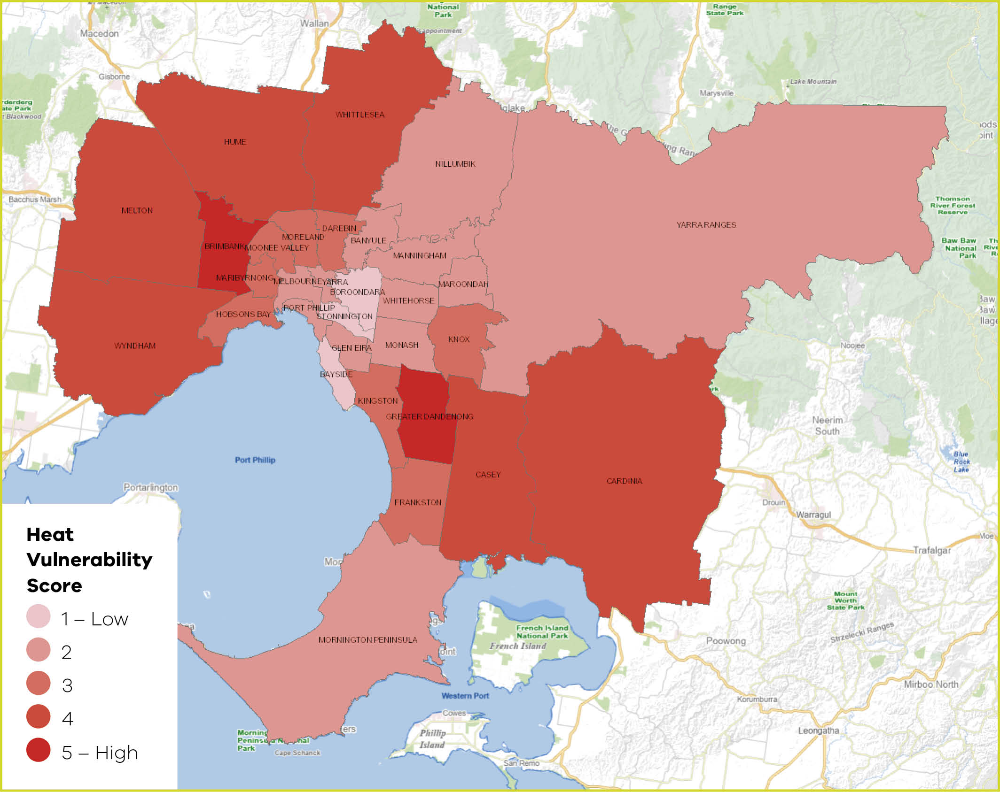 National
Park
Range
State Park
Wallan
Macedon
Gisborne
Lake Mountain
Marysville
Blackwood
WHITTLESEA
HUME
NILLUMBIK
Bacchus Marsh
MELTON
YARRA RANGES
Thomson
River Forest
Reserve
Baw Baw
National
Park
DAREBIN
MORELAND
BANYULE
BRIMBANK
MOONEE VALLEY
MANNINGHAM
MARIBYRNONG
MELBOURNE
YARRA
MAROONDAH
BOROONDARA
WHITEHORSE
PORT PHILLIP
HOBSONS BAY
STONNINGTON
KNOX
WYNDHAM
GLEN EIRA
MONASH
Noojee
BAYSIDE
KINGSTON
GREATER DANDENONG
Neerim
South
Port Phillip
Blue
Rock
Lake
CASEY
CARDINIA
Portarlington
FRANKSTON
Drouin
Warragul
Moe
Trafalgar
Heat
Vulnerability
Score
1 – Low
2
3
4
5 – High
Mount
Worth
State Park
Strzelecki Ranges
French Island
National Park
French Island
Poowong
MORNINGTON PENINSULA
Mirboo North
Western Port
Korumburra
Cowes
Phillip
Island
Leongatha
Park
Cape Schanck
San Remo